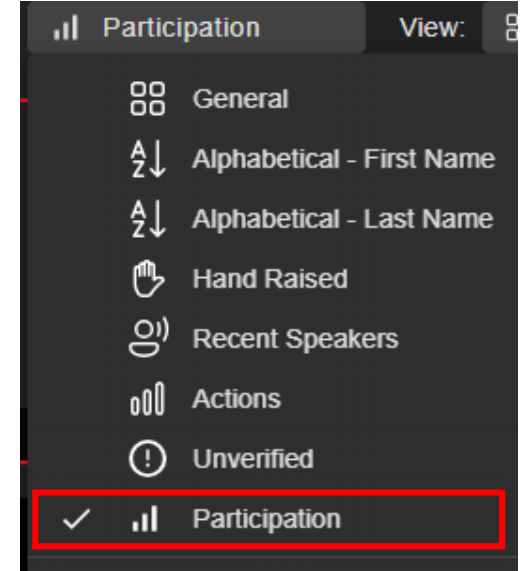 Participation View:
General
Alphabetical - First Name
Alphabetical - Last Name
Hand Raised
Recent Speakers
Actions
Unverified
Participation